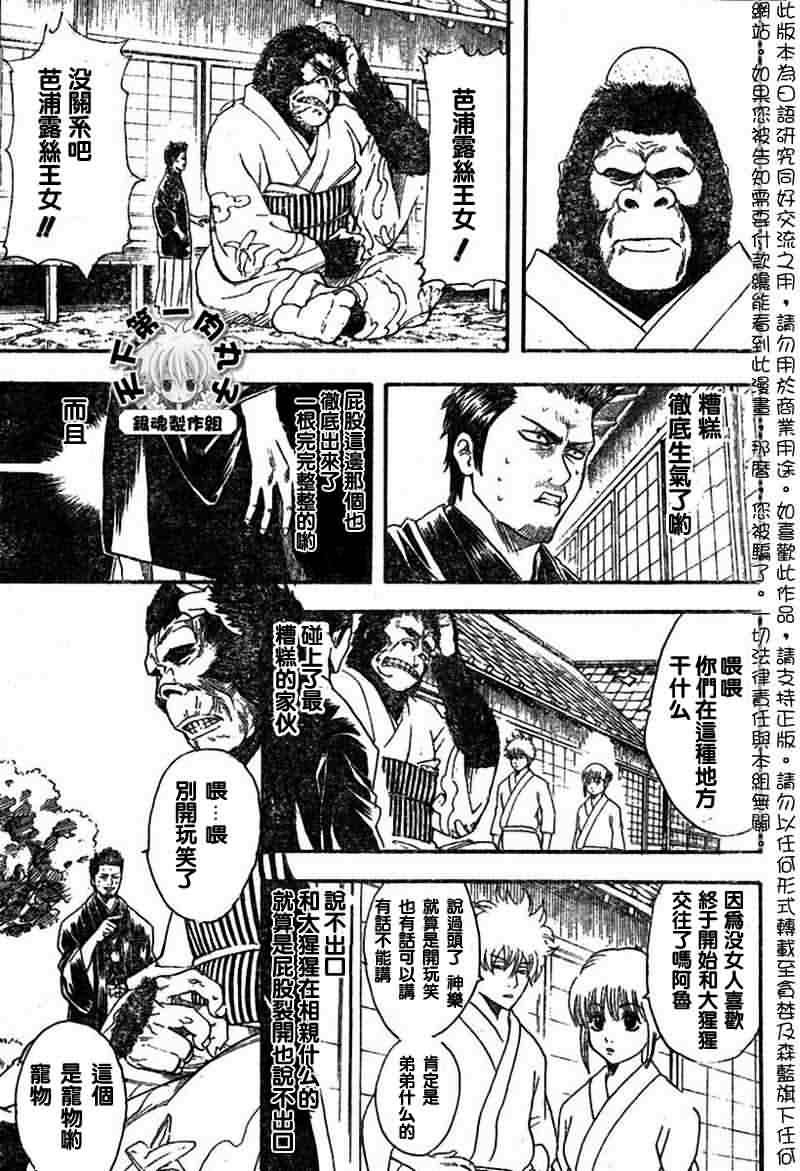 此版本為日語研究同好交流之用，請勿用於商業用途。如喜歡此作品，請支持正版。請勿以任何形式轉載至貪婪及森藍旗下任何
網站。如果您被告知需要付款纔能看到此漫畫，那麼，您被騙了。一切法律責任與本組無關。
芭浦露絲王女！
没關系吧
芭浦露絲王女!!
天下第一肉丸子
銀魂製作組
糟糕
徹底生氣了喲
屁股這邊那個也
徹底出來了
一根完完整整的喲
而且
喂喂
你們在這種地方
干什么
碰上了最
糟糕的家伙
喂…喂
別開玩笑了
因爲没女人喜歡
終于開始和大猩猩
交往了嗎阿魯
說過頭了 神樂
就算是開玩笑
也有話可以講
有話不能講
肯定是
弟弟什么的
說不出口
和大猩猩在相親什么的
就算是屁股裂開也說不出口
這個
是寵物喲
寵物